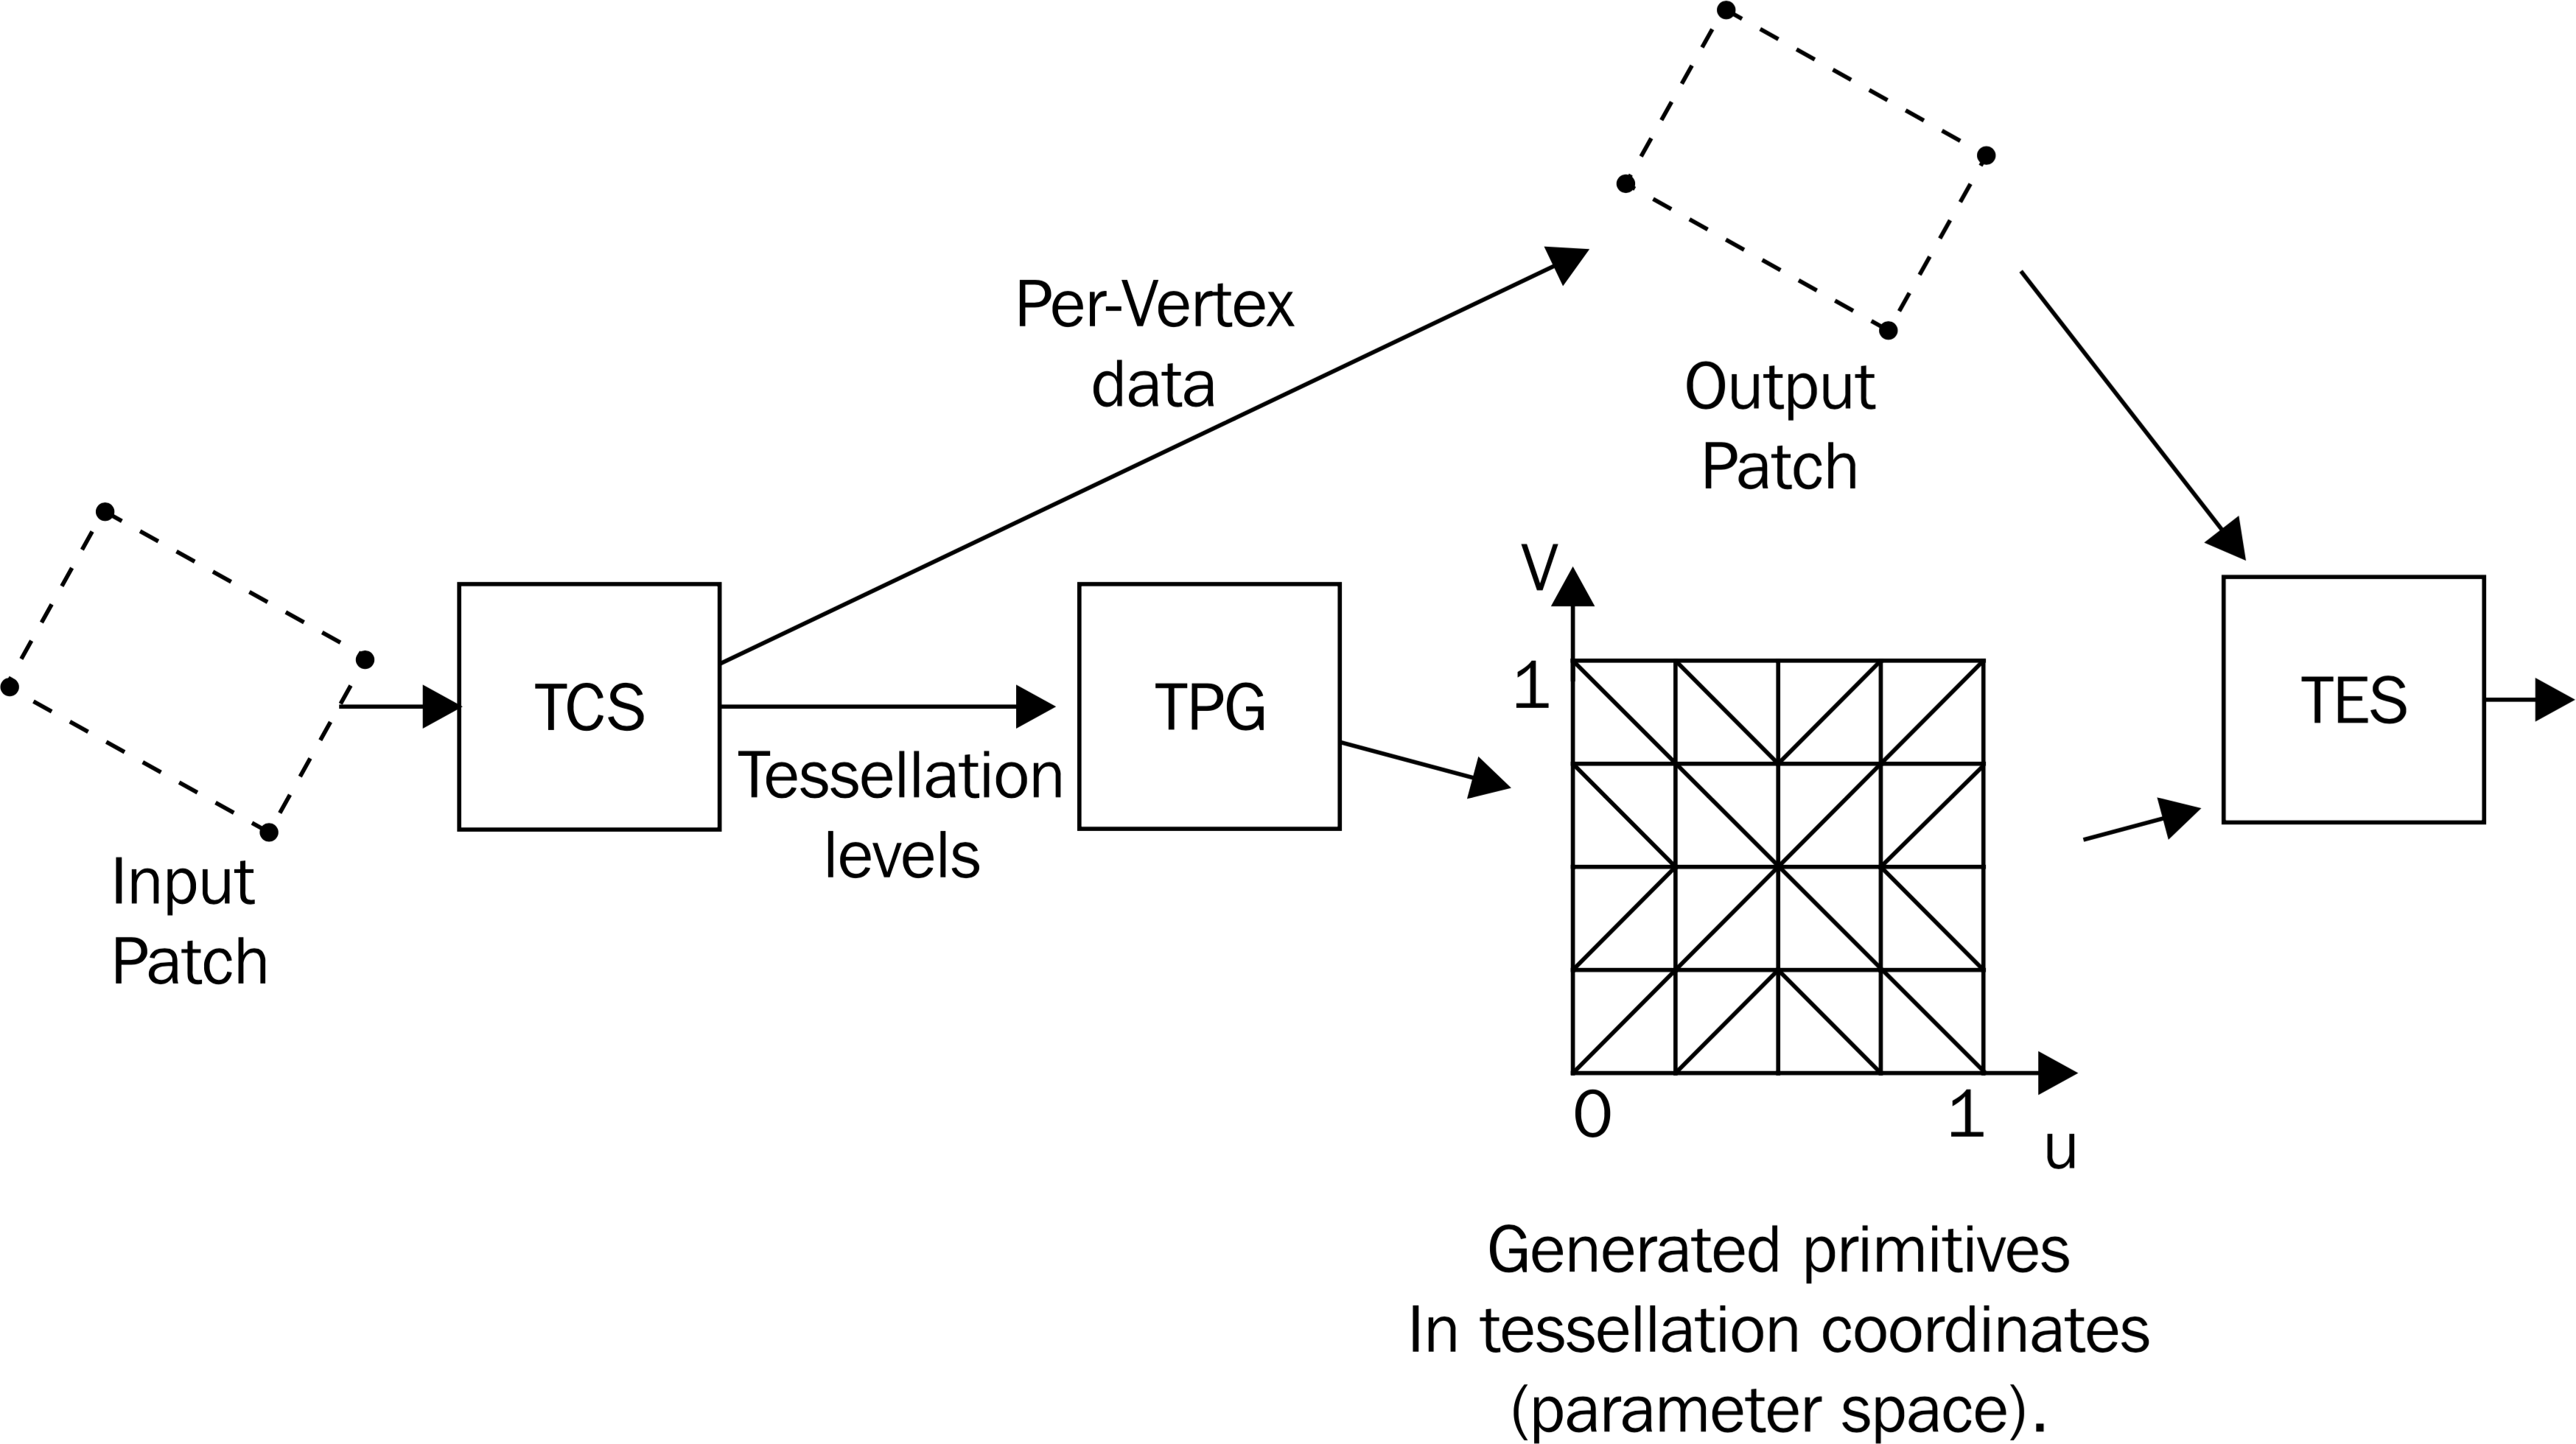 Per-Vertex
data
Output
Patch
V
1
TCS
TPG
TES
Tessellation
levels
Input
Patch
0
1
u
Generated primitives
In tessellation coordinates
(parameter space).